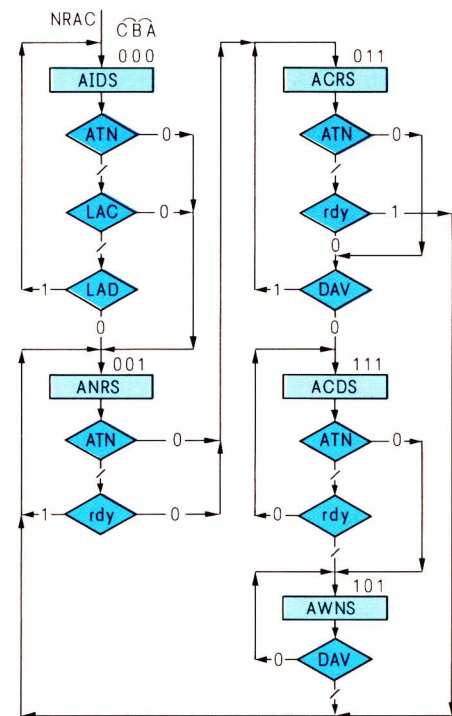 NRAC
CBA
000
AIDS
ATN
0
LAC
0
LAD
1
0
001
ANRS
ATN
0
rdy
1
0
011
ACRS
ATN
0
rdy
1
0
DAV
1
0
111
ACDS
ATN
0
rdy
0
101
AWNS
DAV
0